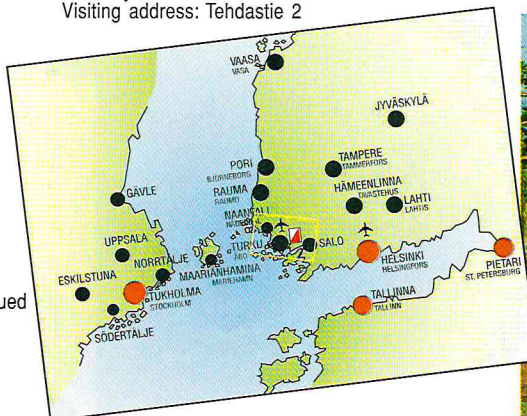 Visiting address: Tehdastie 2
VAASA
VASA
JYVÄSKYLÄ
PORI
BJÖRNEBORG
TAMPERE
TAMMERFORS
RAUMA
RAUMO
HÄMEENLINNA
TAVASTEHUS
LAHTI
LAHTIS
GÄVLE
NAANTALI
TURKU
ÅBO
SALO
UPPSALA
NORRTÄLJE
MAARIANHAMINA
MARIEHAMN
HELSINKI
HELSINGFORS
PIETARI
ST. PETERSBURG
ESKILSTUNA
TUKHOLMA
STOCKHOLM
TALLINNA
TALLINN
ued
SÖDERTÄLJE